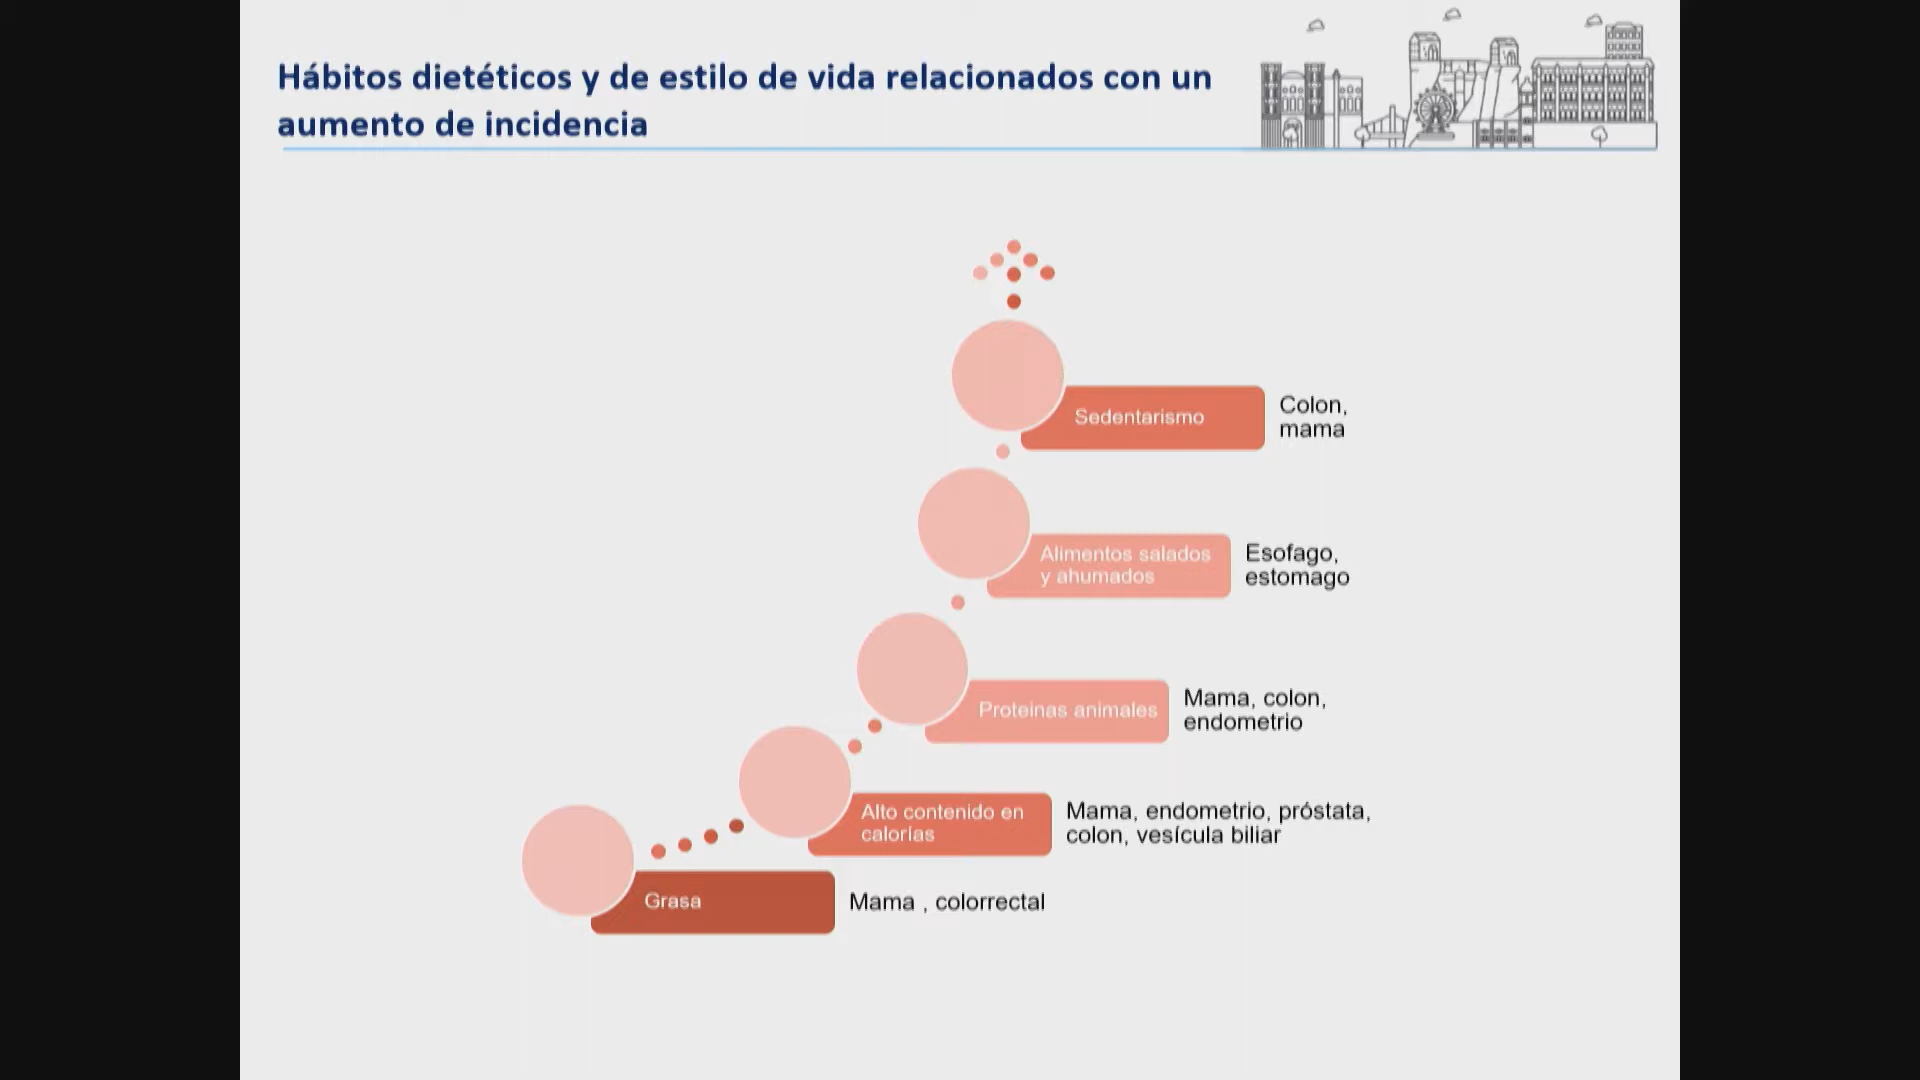 Hábitos dietéticos y de estilo de vida relacionados con un
aumento de incidencia
Sedentarismo
Colon,
mama
Alimentos salados
y ahumados
Esofago,
estomago
Proteinas animales
Mama, colon,
endometrio
Alto contenido en
calorías
Mama, endometrio, próstata,
colon, vesícula biliar
Grasa
Mama , colorrectal